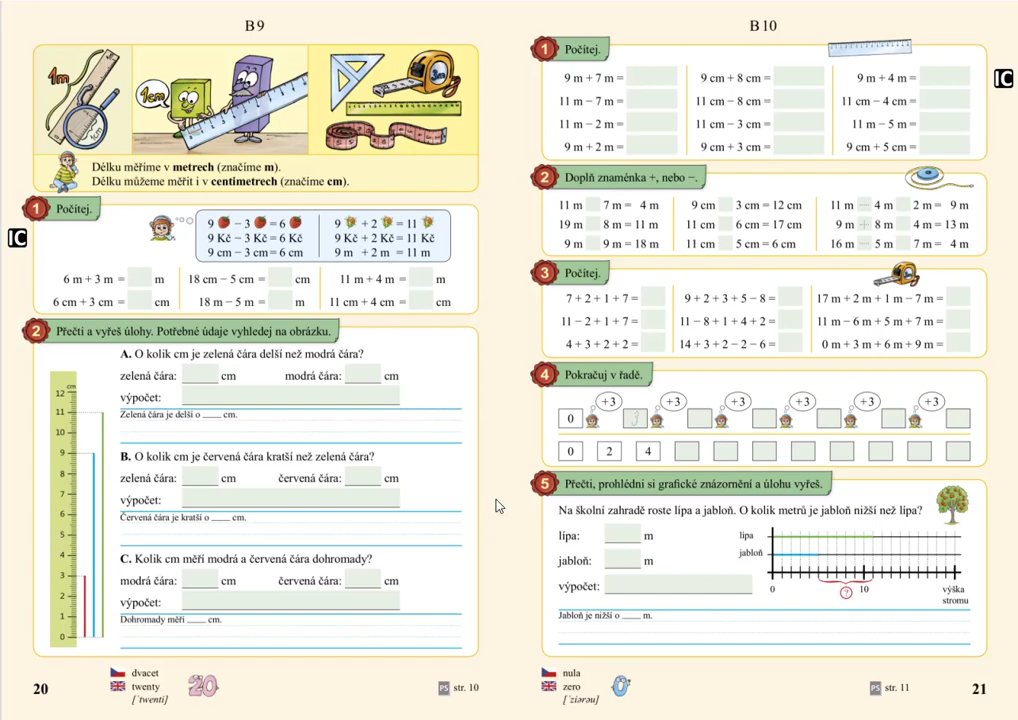 B 9
1m
1cm
1cm
3m
Délku měříme v metrech (značíme m).
Délku můžeme měřit i v centimetrech (značíme cm).
1 Počítej.
IC
9 − 3 = 6
9 Kč − 3 Kč = 6 Kč
9 cm − 3 cm = 6 cm
9 + 2 = 11
9 Kč + 2 Kč = 11 Kč
9 m + 2 m = 11 m
6 m + 3 m = m
18 cm − 5 cm = cm
11 m + 4 m = m
6 cm + 3 cm = cm
18 m − 5 m = m
11 cm + 4 cm = cm
2 Přečti a vyřeš úlohy. Potřebné údaje vyhledej na obrázku.
cm
12
11
10
9
8
7
6
5
4
3
2
1
0
A. O kolik cm je zelená čára delší než modrá čára?
zelená čára: cm modrá čára: cm
výpočet:
Zelená čára je delší o ____ cm.
B. O kolik cm je červená čára kratší než zelená čára?
zelená čára: cm červená čára: cm
výpočet:
Červená čára je kratší o ____ cm.
C. Kolik cm měří modrá a červená čára dohromady?
modrá čára: cm červená čára: cm
výpočet:
Dohromady měří ____ cm.
20
dvacet
twenty
[ˈtwenti]
20
PS str. 10
B 10
1 Počítej.
IC
9 m + 7 m =
9 cm + 8 cm =
9 m + 4 m =
11 m − 7 m =
11 cm − 8 cm =
11 cm − 4 cm =
11 m − 2 m =
11 cm − 3 cm =
11 m − 5 m =
9 m + 2 m =
9 cm + 3 cm =
9 cm + 5 cm =
2 Doplň znaménka +, nebo −.
11 m 7 m = 4 m
9 cm 3 cm = 12 cm
11 m − 4 m 2 m = 9 m
19 m 8 m = 11 m
11 cm 6 cm = 17 cm
9 m + 8 m 4 m = 13 m
9 m 9 m = 18 m
11 cm 5 cm = 6 cm
16 m − 5 m 7 m = 4 m
3 Počítej.
7 + 2 + 1 + 7 =
9 + 2 + 3 + 5 − 8 =
17 m + 2 m + 1 m − 7 m =
11 − 2 + 1 + 7 =
11 − 8 + 1 + 4 + 2 =
11 m − 6 m + 5 m + 7 m =
4 + 3 + 2 + 2 =
14 + 3 + 2 − 2 − 6 =
0 m + 3 m + 6 m + 9 m =
4 Pokračuj v řadě.
+3 +3 +3 +3 +3
0 3
0 2 4
5 Přečti, prohlédni si grafické znázornění a úlohu vyřeš.
Na školní zahradě roste lípa a jabloň. O kolik metrů je jabloň nižší než lípa?
lípa: m
jabloň: m
výpočet:
lípa
jabloň
0 ? 10 výška
stromu
Jabloň je nižší o ____ m.
nula
zero
[ˈziərəu]
0
PS str. 11
21